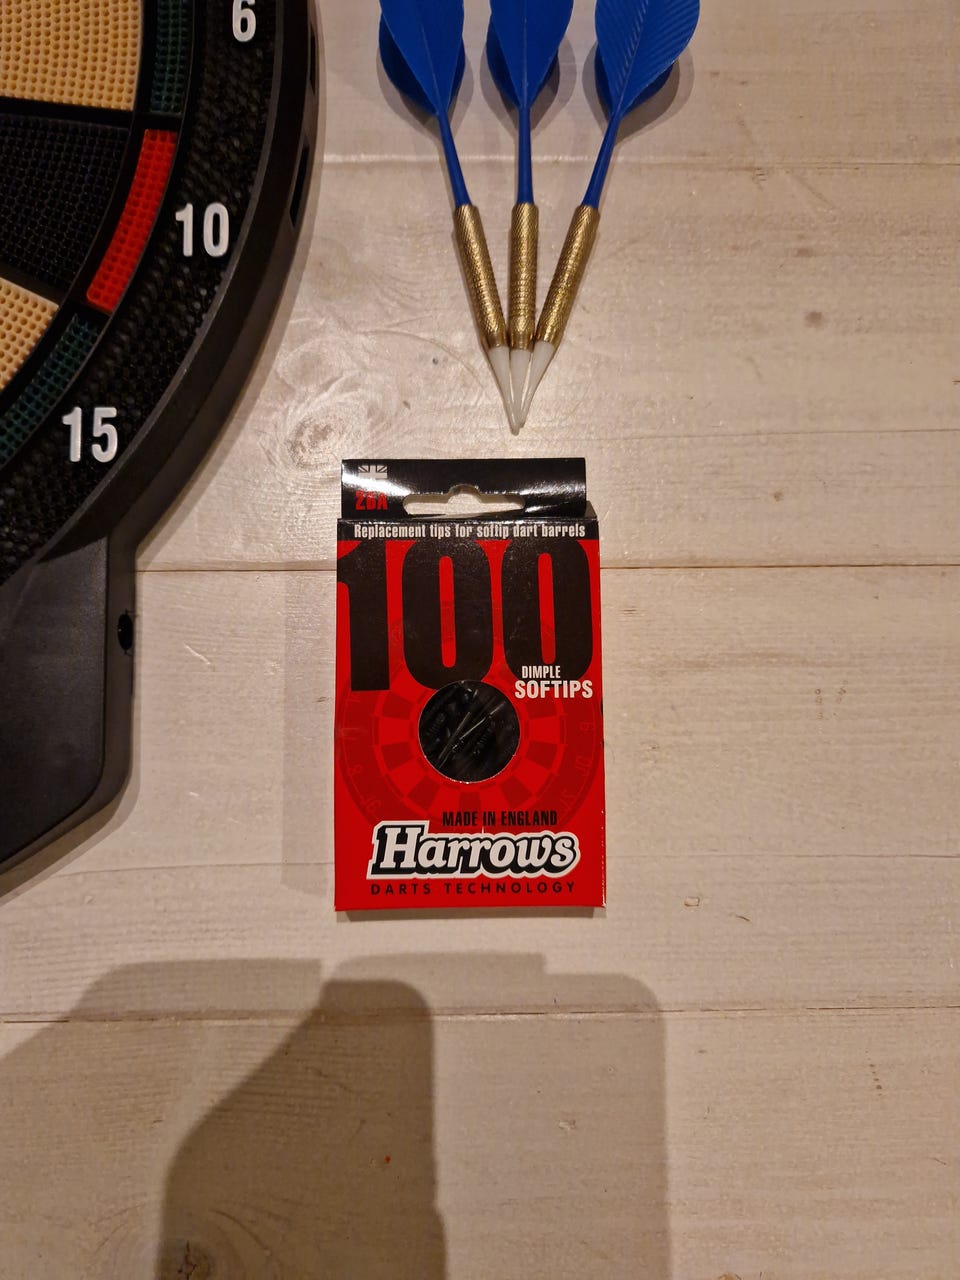 6
10
15
2BA
Replacement tips for softip dart barrels
100
DIMPLE
SOFTIPS
MADE IN ENGLAND
Harrows
DARTS TECHNOLOGY